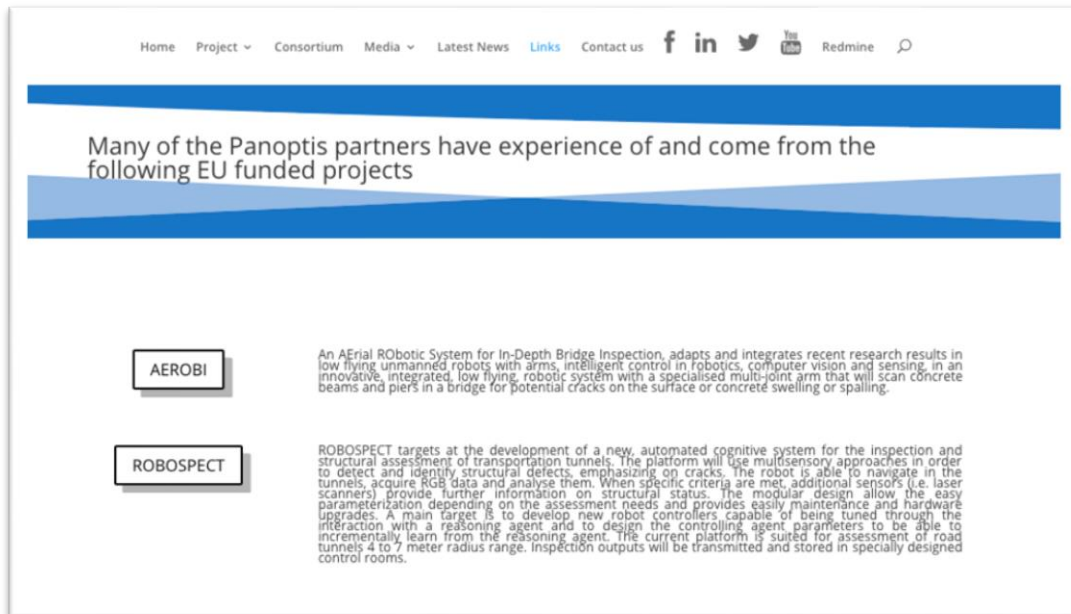 Home Project Consortium Media Latest News Links Contact us f in You Tube Redmine
Many of the Panoptis partners have experience of and come from the
following EU funded projects
AEROBI
An AErial RObotic System for In-Depth Bridge Inspection, adapts and integrates recent research results in
low flying unmanned robots with arms, intelligent control in robotics, computer vision and sensing, in an
innovative, integrated, low flying, robotic system with a specialised multi-joint arm that will scan concrete
beams and piers in a bridge for potential cracks on the surface or concrete swelling or spalling.
ROBOSPECT
ROBOSPECT targets at the development of a new, automated cognitive system for the inspection and
structural assessment of transportation tunnels. The platform will use multisensory approaches in order
to detect and identify structural defects, emphasizing on cracks. The robot is able to navigate in the
tunnels, acquire RGB data and analyse them. When specific criteria are met, additional sensors (i.e. laser
scanners) provide further information on structural status. The modular design allow the easy
parameterization depending on the assessment needs and provides easily maintenance and hardware
upgrades. A main target is to develop new robot controllers capable of being tuned through the
interaction with a reasoning agent and to design the controlling agent parameters to be able to
incrementally learn from the reasoning agent. The current platform is suited for assessment of road
tunnels 4 to 7 meter radius range. Inspection outputs will be transmitted and stored in specially designed
control rooms.